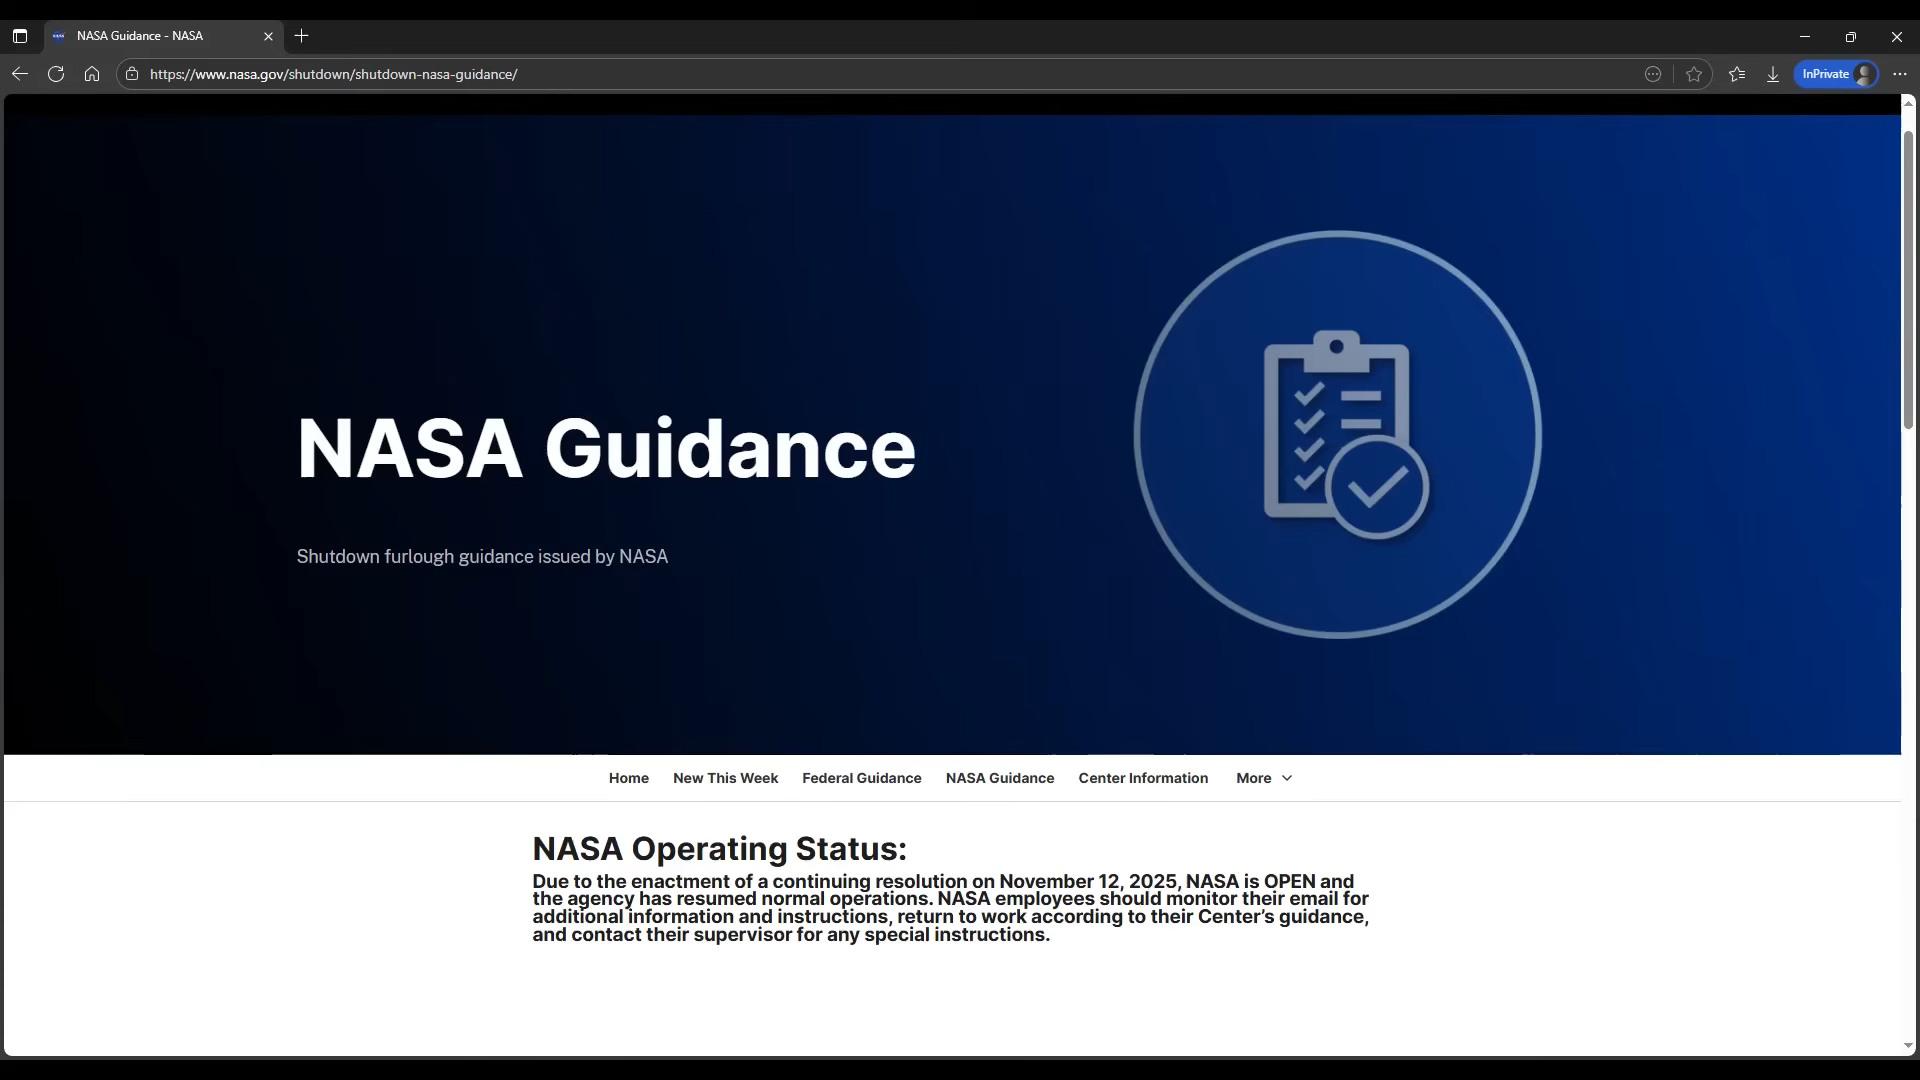 NASA Guidance - NASA
https://www.nasa.gov/shutdown/shutdown-nasa-guidance/
InPrivate
NASA Guidance
Shutdown furlough guidance issued by NASA
Home New This Week Federal Guidance NASA Guidance Center Information More
NASA Operating Status:
Due to the enactment of a continuing resolution on November 12, 2025, NASA is OPEN and
the agency has resumed normal operations. NASA employees should monitor their email for
additional information and instructions, return to work according to their Center’s guidance,
and contact their supervisor for any special instructions.